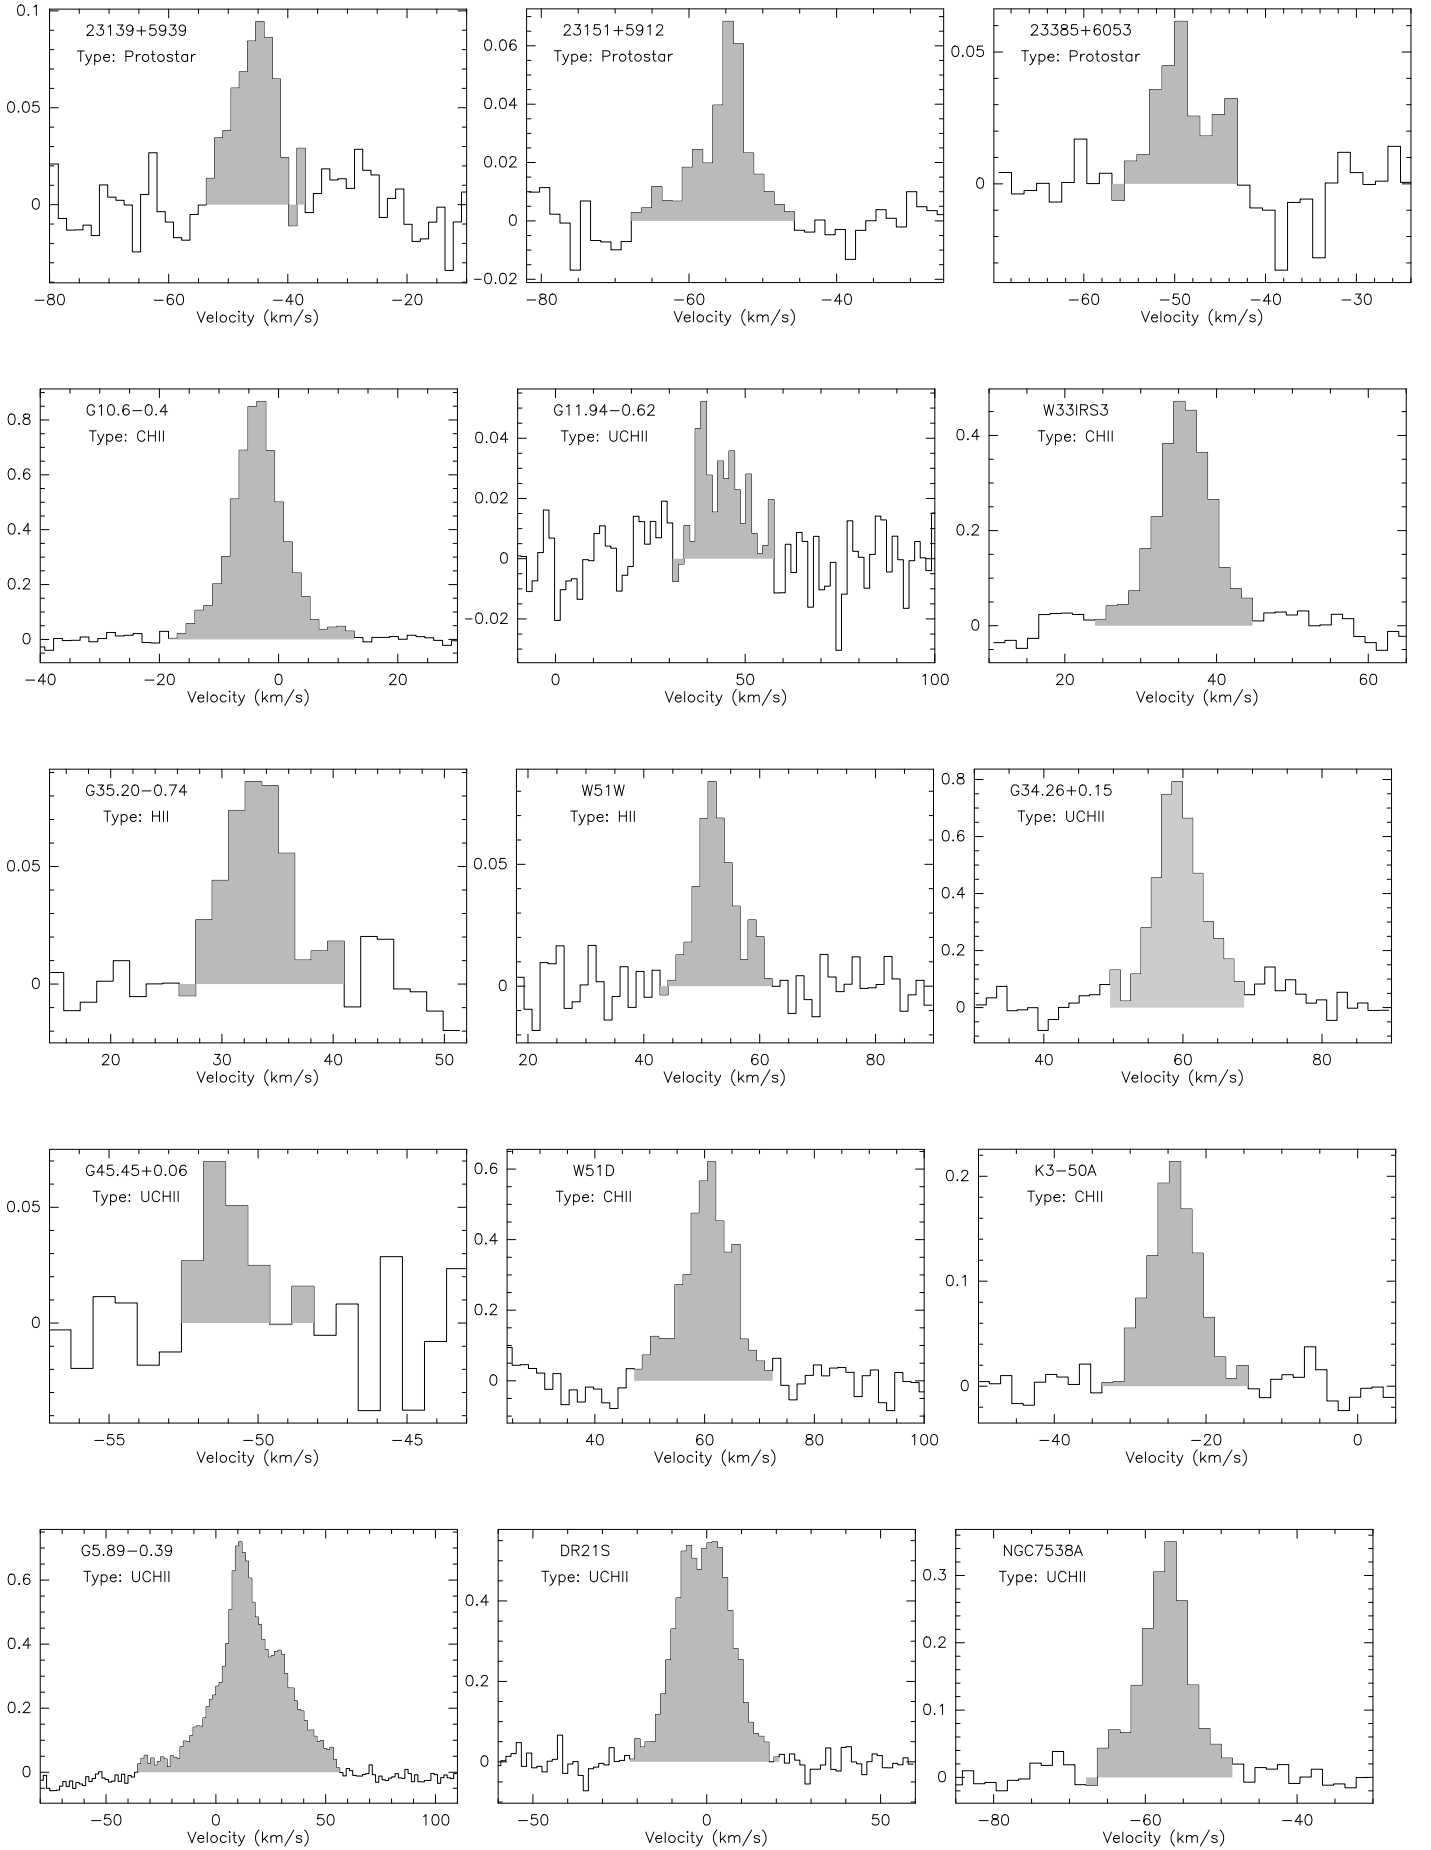 23139+5939
Type: Protostar
0.1
0.05
0
−80 −60 −40 −20
Velocity (km/s)
23151+5912
Type: Protostar
0.06
0.04
0.02
0
−0.02
−80 −60 −40
Velocity (km/s)
23385+6053
Type: Protostar
0.05
0
−60 −50 −40 −30
Velocity (km/s)
G10.6−0.4
Type: CHII
0.8
0.6
0.4
0.2
0
−40 −20 0 20
Velocity (km/s)
G11.94−0.62
Type: UCHII
0.04
0.02
0
−0.02
0 50 100
Velocity (km/s)
W33IRS3
Type: CHII
0.4
0.2
0
20 40 60
Velocity (km/s)
G35.20−0.74
Type: HII
0.05
0
20 30 40 50
Velocity (km/s)
W51W
Type: HII
0.05
0
20 40 60 80
Velocity (km/s)
G34.26+0.15
Type: UCHII
0.8
0.6
0.4
0.2
0
40 60 80
Velocity (km/s)
G45.45+0.06
Type: UCHII
0.05
0
−55 −50 −45
Velocity (km/s)
W51D
Type: CHII
0.6
0.4
0.2
0
40 60 80 100
Velocity (km/s)
K3−50A
Type: CHII
0.2
0.1
0
−40 −20 0
Velocity (km/s)
G5.89−0.39
Type: UCHII
0.6
0.4
0.2
0
−50 0 50 100
Velocity (km/s)
DR21S
Type: UCHII
0.4
0.2
0
−50 0 50
Velocity (km/s)
NGC7538A
Type: UCHII
0.3
0.2
0.1
0
−80 −60 −40
Velocity (km/s)